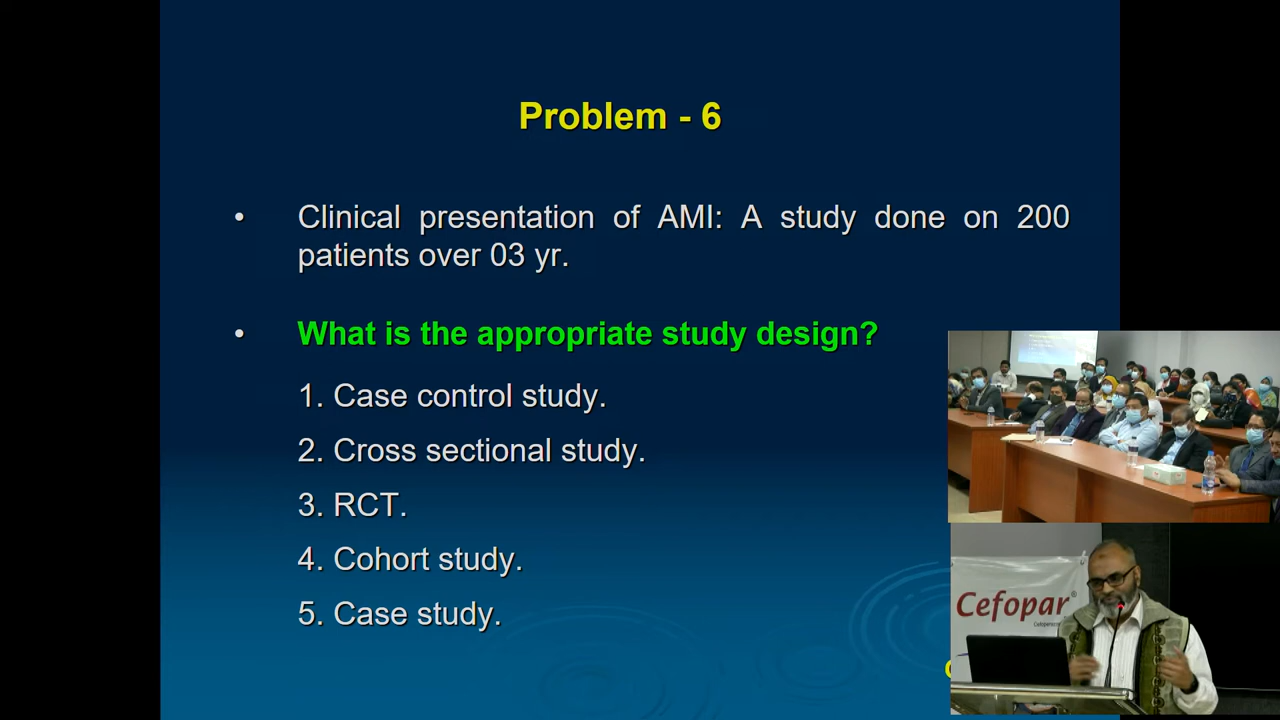 Problem - 6
• Clinical presentation of AMI: A study done on 200
patients over 03 yr.
• What is the appropriate study design?
1. Case control study.
2. Cross sectional study.
3. RCT.
4. Cohort study.
5. Case study.
Cefopar®